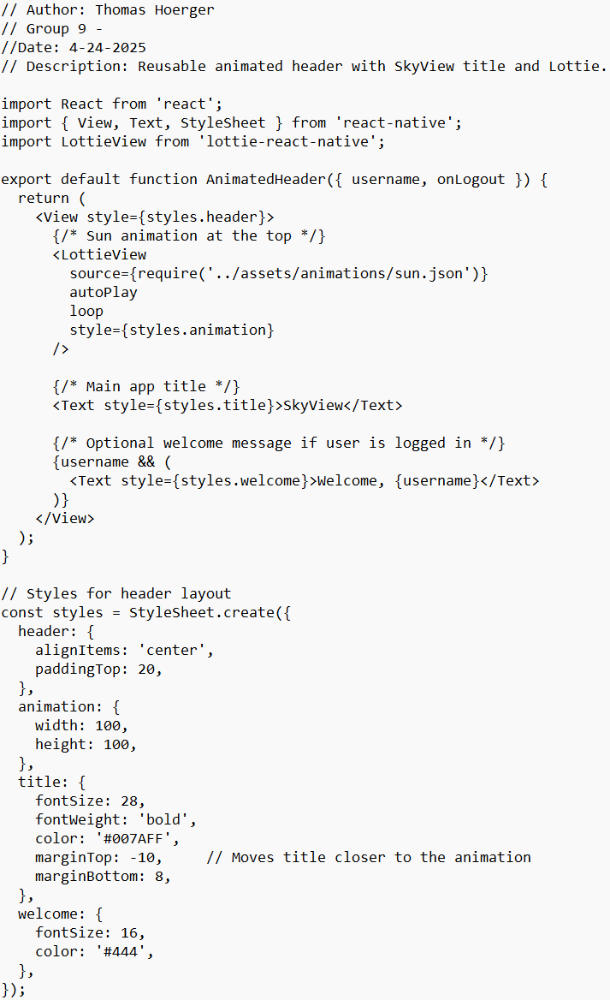 // Author: Thomas Hoerger
// Group 9 -
//Date: 4-24-2025
// Description: Reusable animated header with SkyView title and Lottie.

import React from 'react';
import { View, Text, StyleSheet } from 'react-native';
import LottieView from 'lottie-react-native';

export default function AnimatedHeader({ username, onLogout }) {
  return (
    <View style={styles.header}>
      {/* Sun animation at the top */}
      <LottieView
        source={require('../assets/animations/sun.json')}
        autoPlay
        loop
        style={styles.animation}
      />

      {/* Main app title */}
      <Text style={styles.title}>SkyView</Text>

      {/* Optional welcome message if user is logged in */}
      {username && (
        <Text style={styles.welcome}>Welcome, {username}</Text>
      )}
    </View>
  );
}

// Styles for header layout
const styles = StyleSheet.create({
  header: {
    alignItems: 'center',
    paddingTop: 20,
  },
  animation: {
    width: 100,
    height: 100,
  },
  title: {
    fontSize: 28,
    fontWeight: 'bold',
    color: '#007AFF',
    marginTop: -10,     // Moves title closer to the animation
    marginBottom: 8,
  },
  welcome: {
    fontSize: 16,
    color: '#444',
  },
});